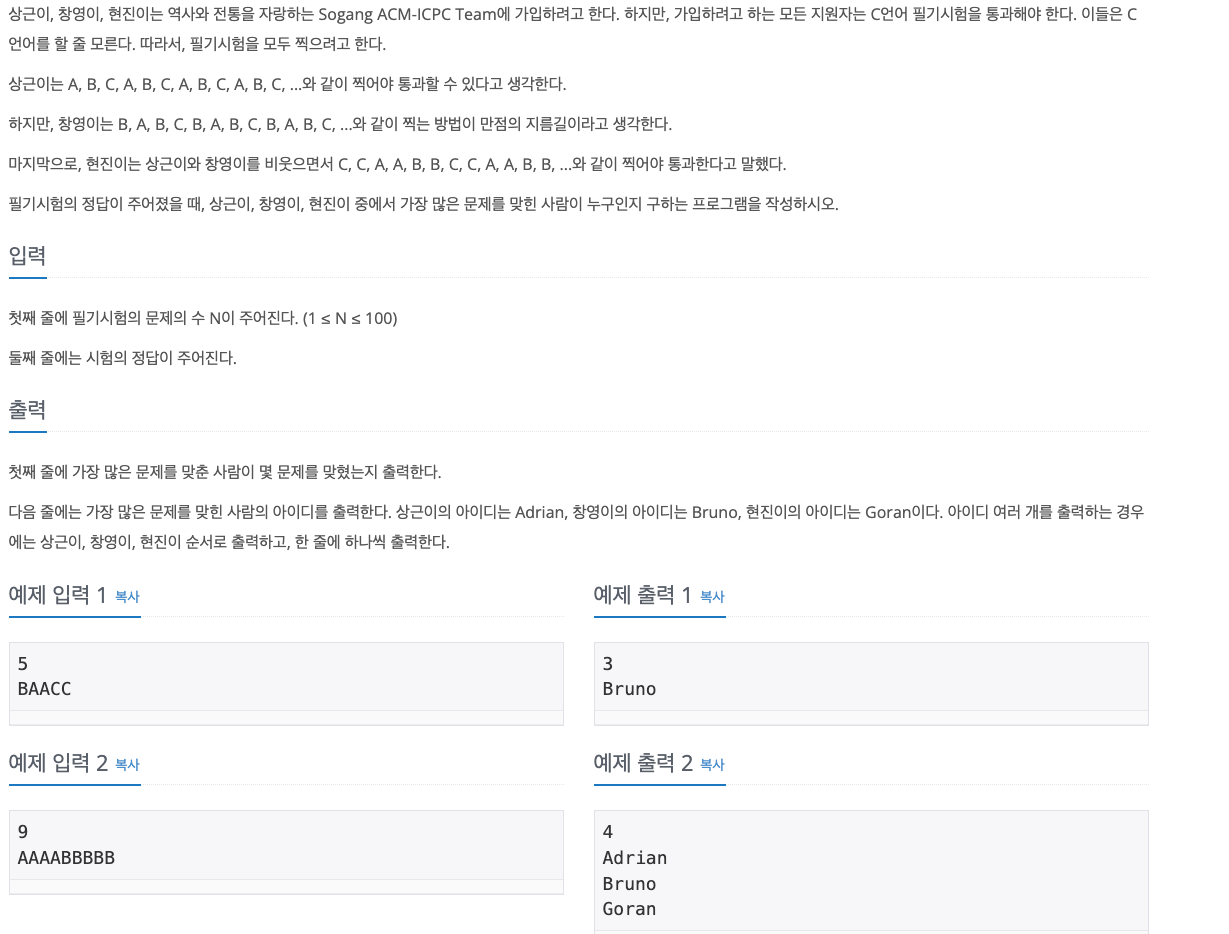 상근이, 창영이, 현진이는 역사와 전통을 자랑하는 Sogang ACM-ICPC Team에 가입하려고 한다. 하지만, 가입하려고 하는 모든 지원자는 C언어 필기시험을 통과해야 한다. 이들은 C
언어를 할 줄 모른다. 따라서, 필기시험을 모두 찍으려고 한다.
상근이는 A, B, C, A, B, C, A, B, C, A, B, C, ...와 같이 찍어야 통과할 수 있다고 생각한다.
하지만, 창영이는 B, A, B, C, B, A, B, C, B, A, B, C, ...와 같이 찍는 방법이 만점의 지름길이라고 생각한다.
마지막으로, 현진이는 상근이와 창영이를 비웃으면서 C, C, A, A, B, B, C, C, A, A, B, B, ...와 같이 찍어야 통과한다고 말했다.
필기시험의 정답이 주어졌을 때, 상근이, 창영이, 현진이 중에서 가장 많은 문제를 맞힌 사람이 누구인지 구하는 프로그램을 작성하시오.
입력
첫째 줄에 필기시험의 문제의 수 N이 주어진다. (1 ≤ N ≤ 100)
둘째 줄에는 시험의 정답이 주어진다.
출력
첫째 줄에 가장 많은 문제를 맞춘 사람이 몇 문제를 맞혔는지 출력한다.
다음 줄에는 가장 많은 문제를 맞힌 사람의 아이디를 출력한다. 상근이의 아이디는 Adrian, 창영이의 아이디는 Bruno, 현진이의 아이디는 Goran이다. 아이디 여러 개를 출력하는 경우
에는 상근이, 창영이, 현진이 순서로 출력하고, 한 줄에 하나씩 출력한다.
예제 입력 1 복사
5
BAACC
예제 출력 1 복사
3
Bruno
예제 입력 2 복사
9
AAAABBBBB
예제 출력 2 복사
4
Adrian
Bruno
Goran